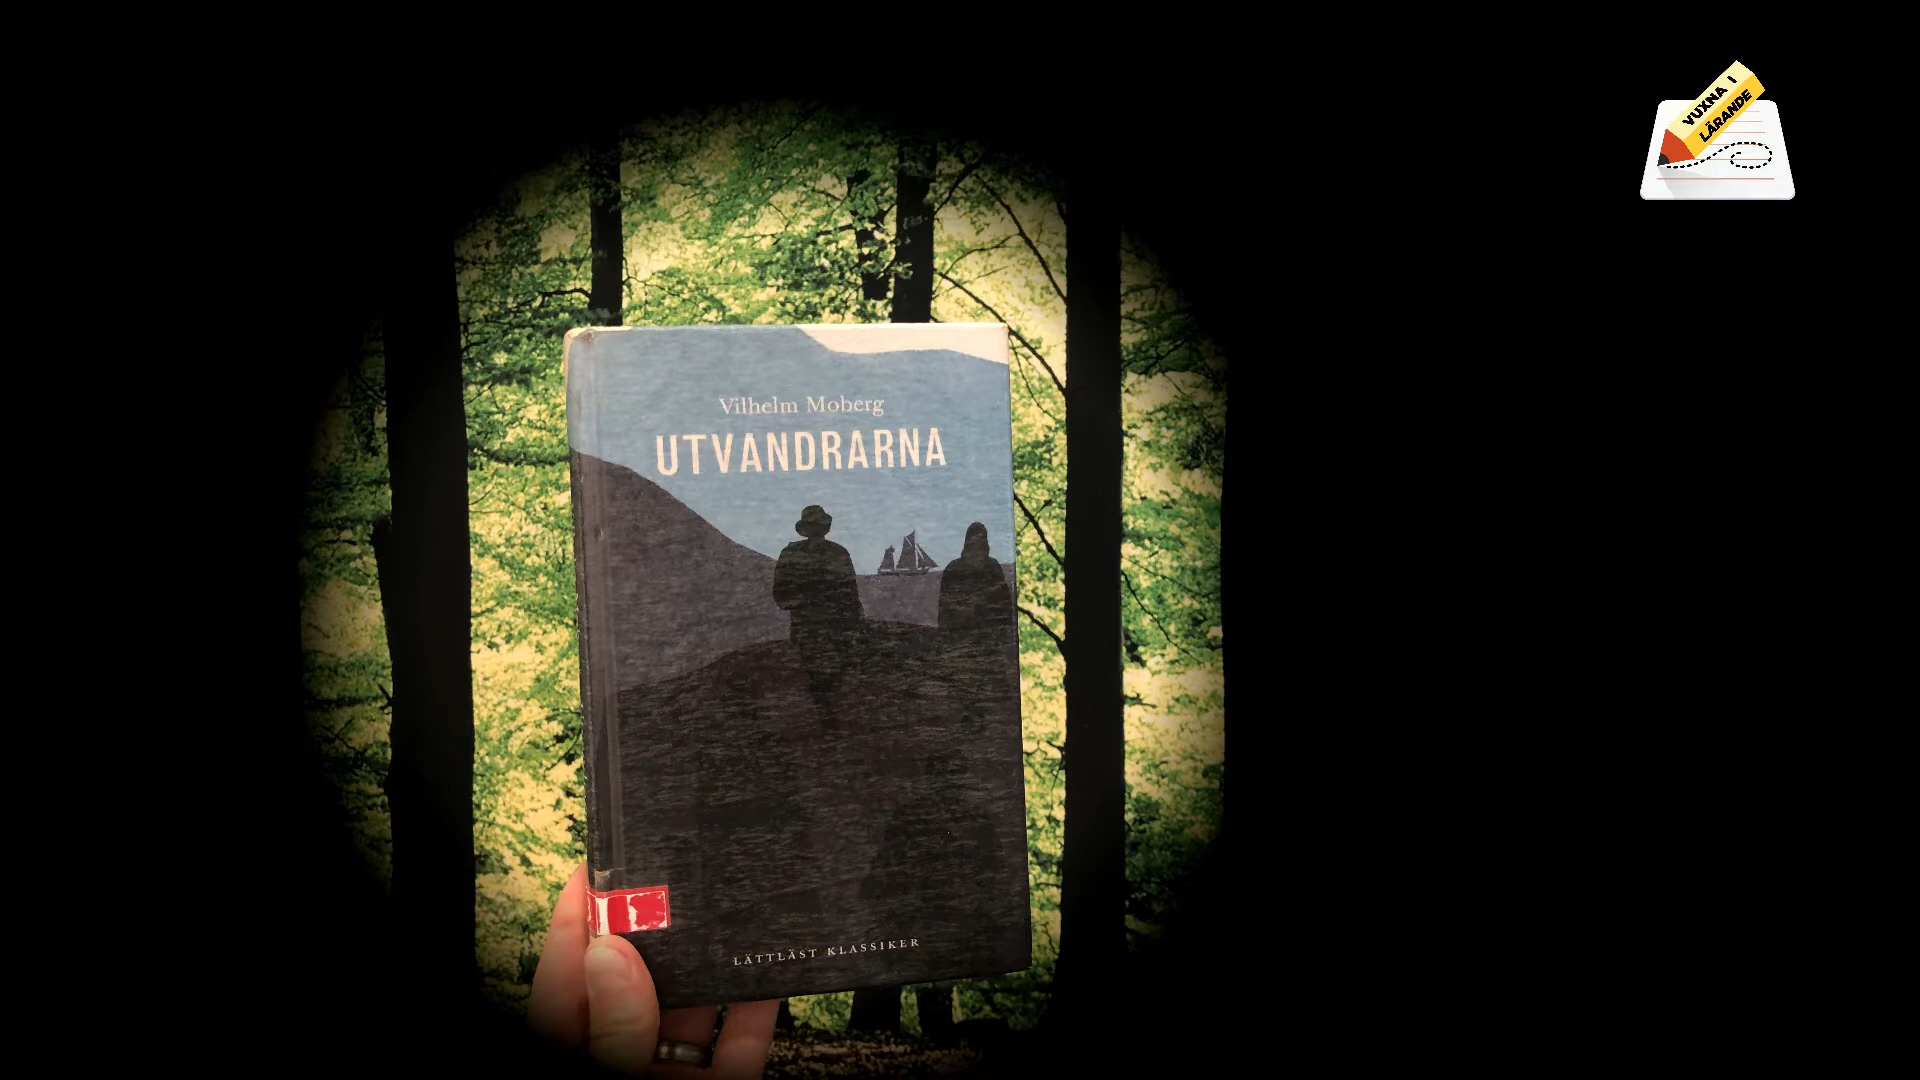 Vilhelm Moberg
UTVANDRARNA
LÄTTLÄST KLASSIKER
VUXNA I
LÄRANDE